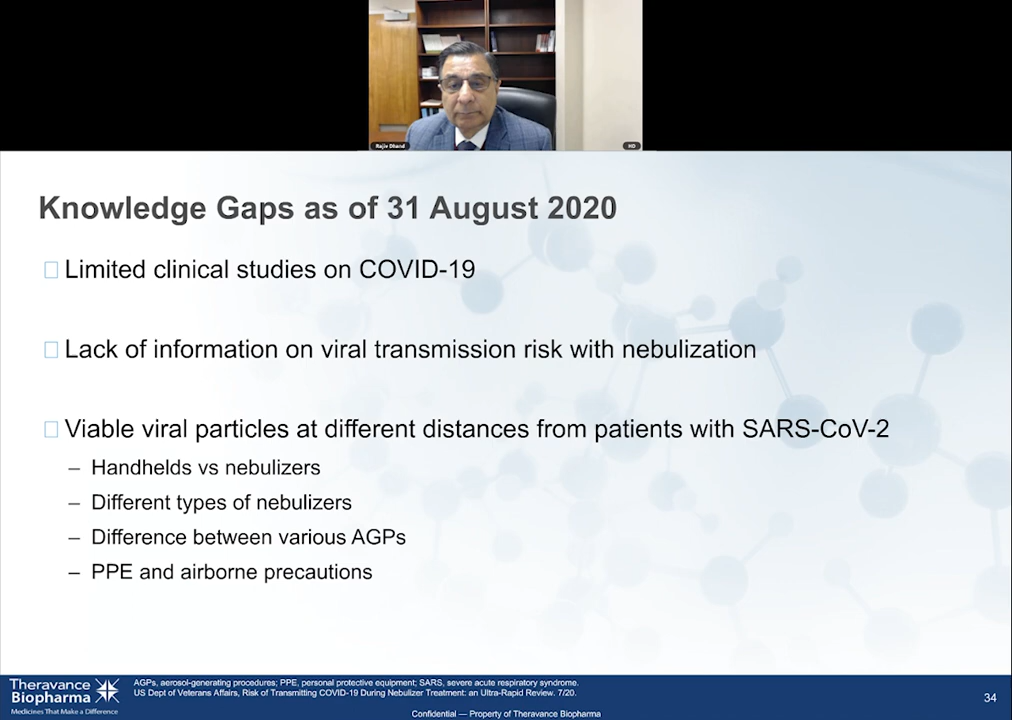 Rajiv Dhand
HD
Knowledge Gaps as of 31 August 2020
Limited clinical studies on COVID-19
Lack of information on viral transmission risk with nebulization
Viable viral particles at different distances from patients with SARS-CoV-2
– Handhelds vs nebulizers
– Different types of nebulizers
– Difference between various AGPs
– PPE and airborne precautions
Theravance
Biopharma
Medicines That Make a Difference
AGPs, aerosol-generating procedures; PPE, personal protective equipment; SARS, severe acute respiratory syndrome.
US Dept of Veterans Affairs, Risk of Transmitting COVID-19 During Nebulizer Treatment: an Ultra-Rapid Review. 7/20.
Confidential — Property of Theravance Biopharma
34